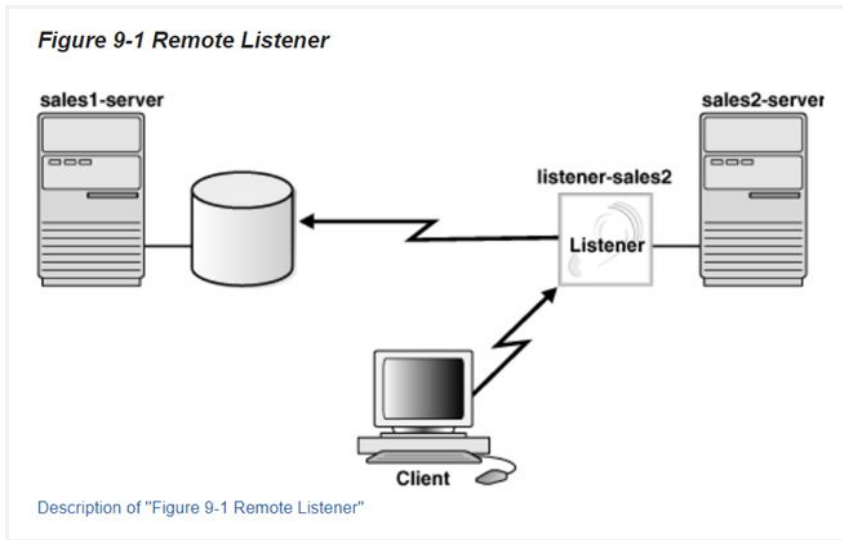 Figure 9-1 Remote Listener
sales1-server
sales2-server
listener-sales2
Listener
Client
Description of "Figure 9-1 Remote Listener"